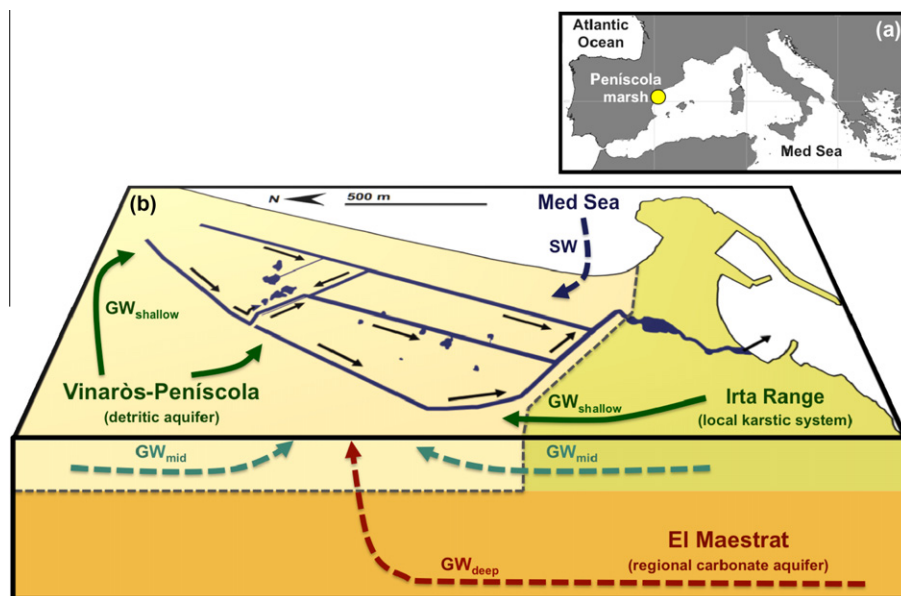 Atlantic
Ocean
(a)
Peníscola
marsh
Med Sea
(b)
N
500 m
Med Sea
SW
GWshallow
Vinaròs-Peníscola
(detritic aquifer)
GWshallow
Irta Range
(local karstic system)
GWmid
GWmid
El Maestrat
(regional carbonate aquifer)
GWdeep